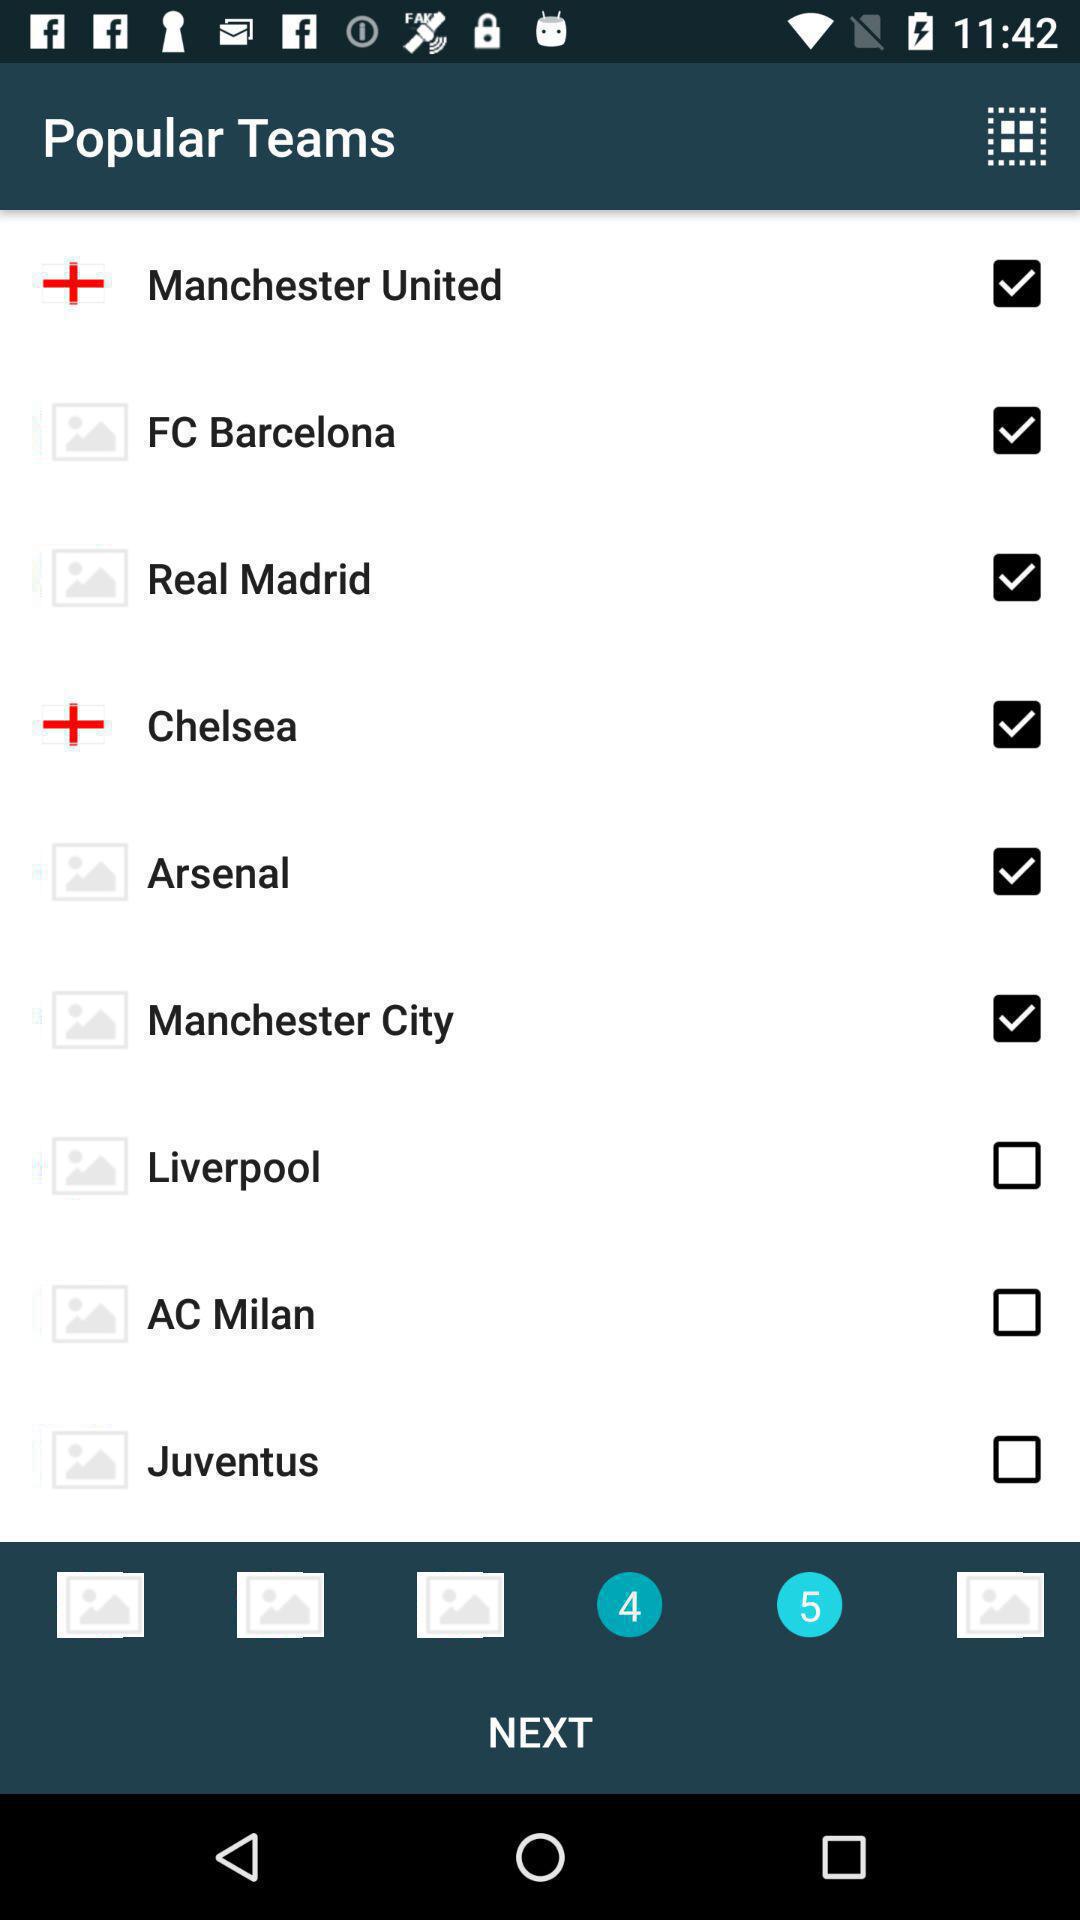 FAKE
11:42
Popular Teams
Manchester United
FC Barcelona
Real Madrid
Chelsea
Arsenal
Manchester City
Liverpool
AC Milan
Juventus
4 5
NEXT